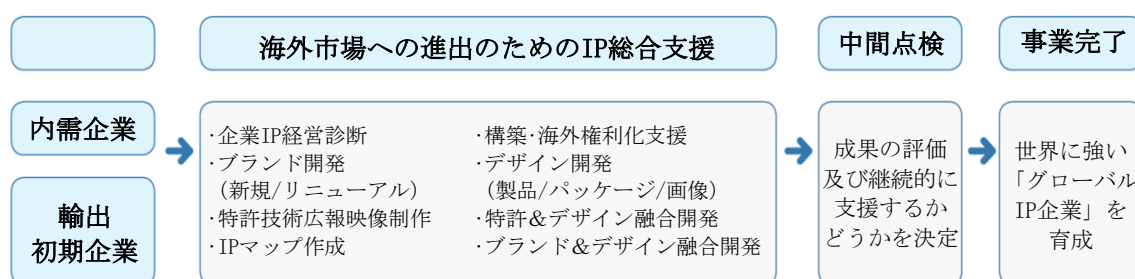 海外市場への進出のためのIP総合支援
中間点検
事業完了
内需企業
輸出
初期企業
·企業IP経営診断
·ブランド開発
（新規/リニューアル）
·特許技術広報映像制作
·IPマップ作成
·構築·海外権利化支援
·デザイン開発
（製品/パッケージ/画像）
·特許&デザイン融合開発
·ブランド&デザイン融合開発
成果の評価
及び継続的に
支援するか
どうかを決定
世界に強い
「グローバル
IP企業」を
育成